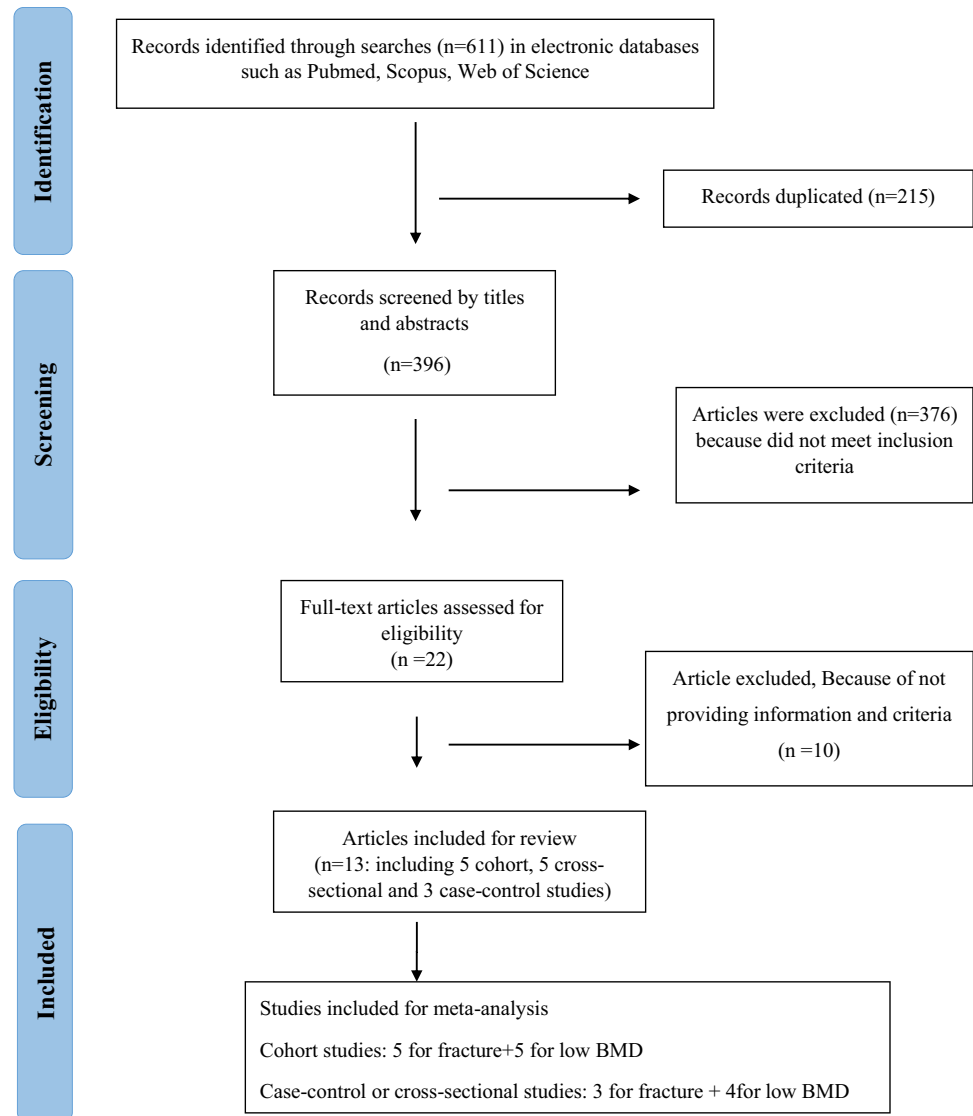 Identification
Records identified through searches (n=611) in electronic databases
such as Pubmed, Scopus, Web of Science
Records duplicated (n=215)
Screening
Records screened by titles
and abstracts
(n=396)
Articles were excluded (n=376)
because did not meet inclusion
criteria
Eligibility
Full-text articles assessed for
eligibility
(n =22)
Article excluded, Because of not
providing information and criteria
(n =10)
Included
Articles included for review
(n=13: including 5 cohort, 5 cross-
sectional and 3 case-control studies)
Studies included for meta-analysis
Cohort studies: 5 for fracture+5 for low BMD
Case-control or cross-sectional studies: 3 for fracture + 4for low BMD